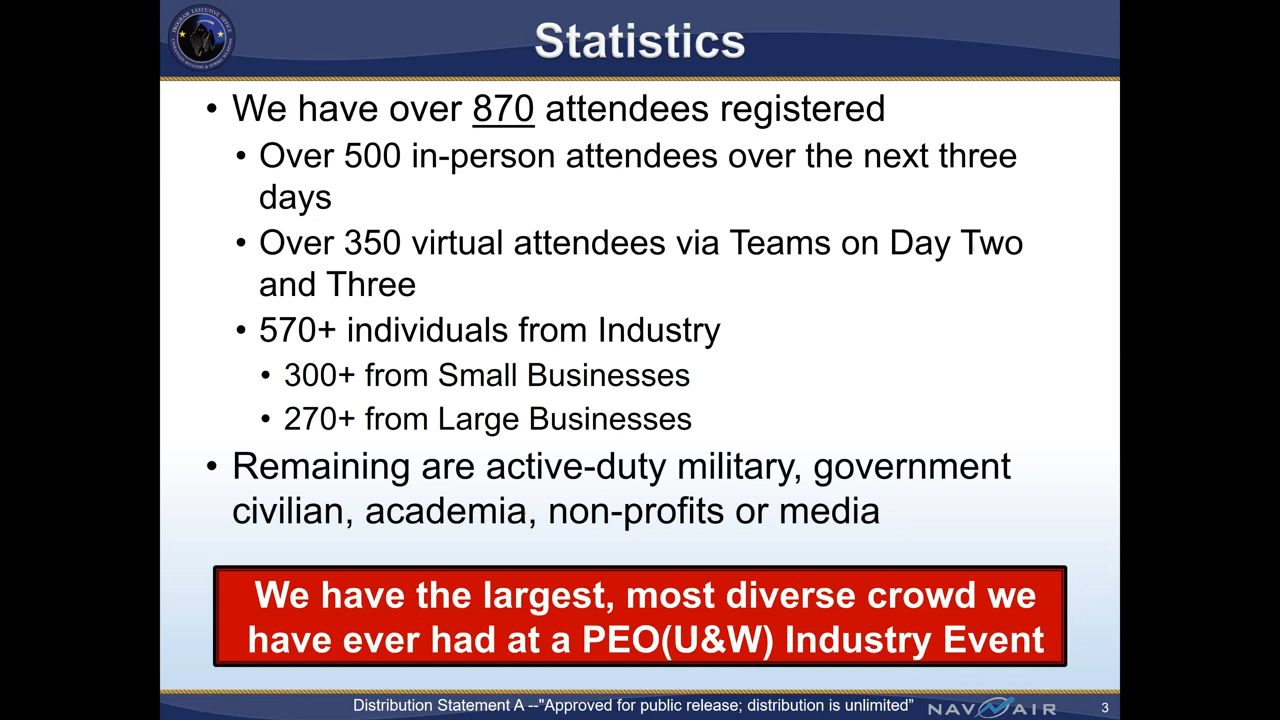 Statistics
• We have over 870 attendees registered
• Over 500 in-person attendees over the next three
days
• Over 350 virtual attendees via Teams on Day Two
and Three
• 570+ individuals from Industry
• 300+ from Small Businesses
• 270+ from Large Businesses
• Remaining are active-duty military, government
civilian, academia, non-profits or media
We have the largest, most diverse crowd we
have ever had at a PEO(U&W) Industry Event
Distribution Statement A --"Approved for public release; distribution is unlimited”
NAVAIR
3
PROGRAM EXECUTIVE OFFICE